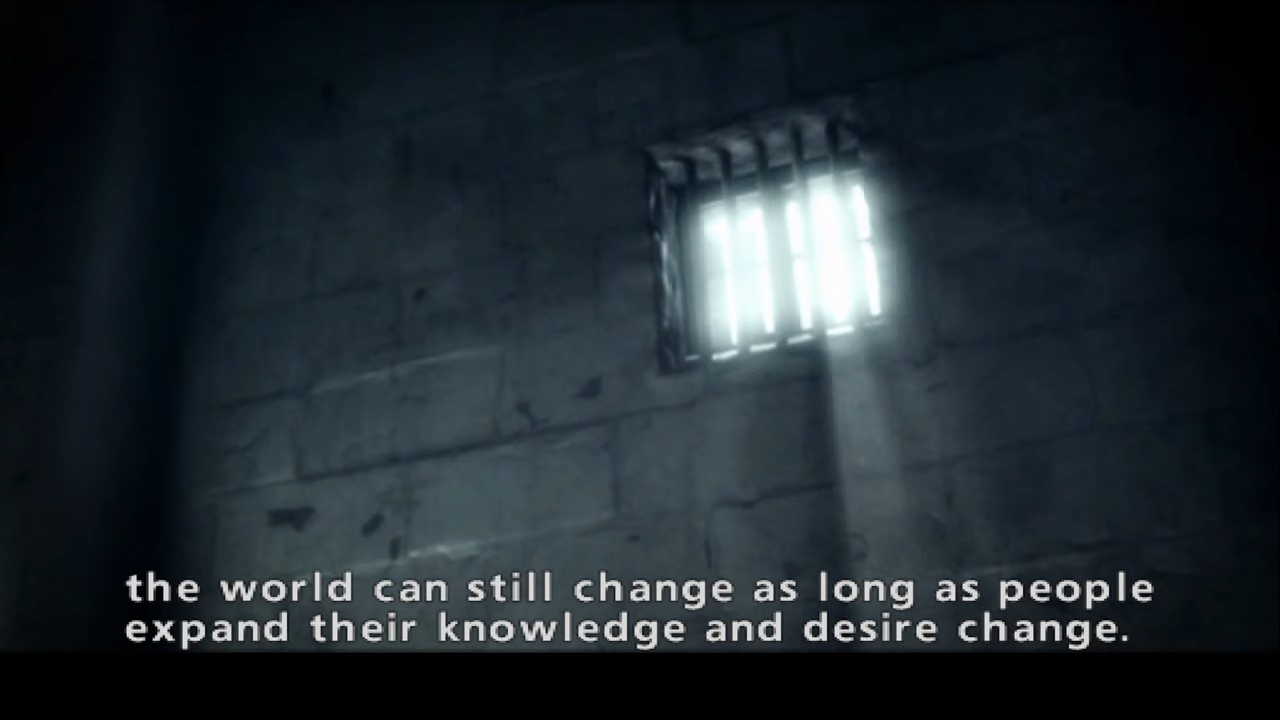 the world can still change as long as people
expand their knowledge and desire change.